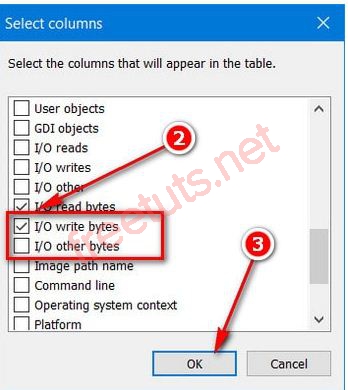 Select columns
Select the columns that will appear in the table.
User objects
GDI objects
I/O reads
I/O writes
I/O other
I/O read bytes
I/O write bytes
I/O other bytes
Image path name
Command line
Operating system context
Platform
2
3
freetuts.net
OK
Cancel